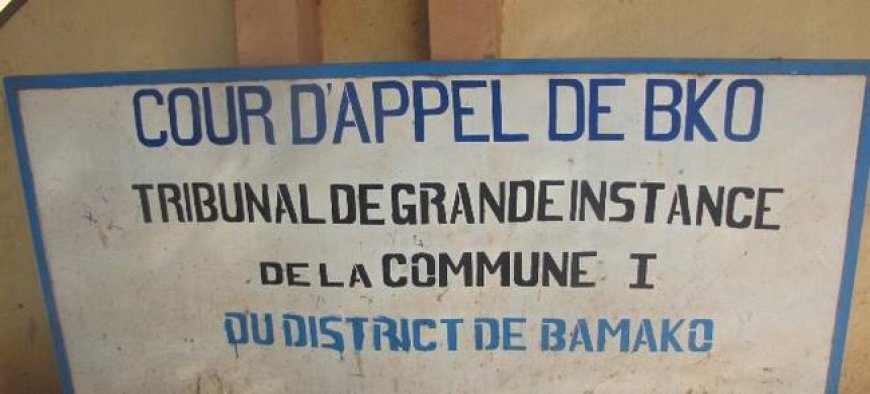 COUR D'APPEL DE BKO
TRIBUNAL DE GRANDE INSTANCE
DE LA COMMUNE I
DU DISTRICT DE BAMAKO